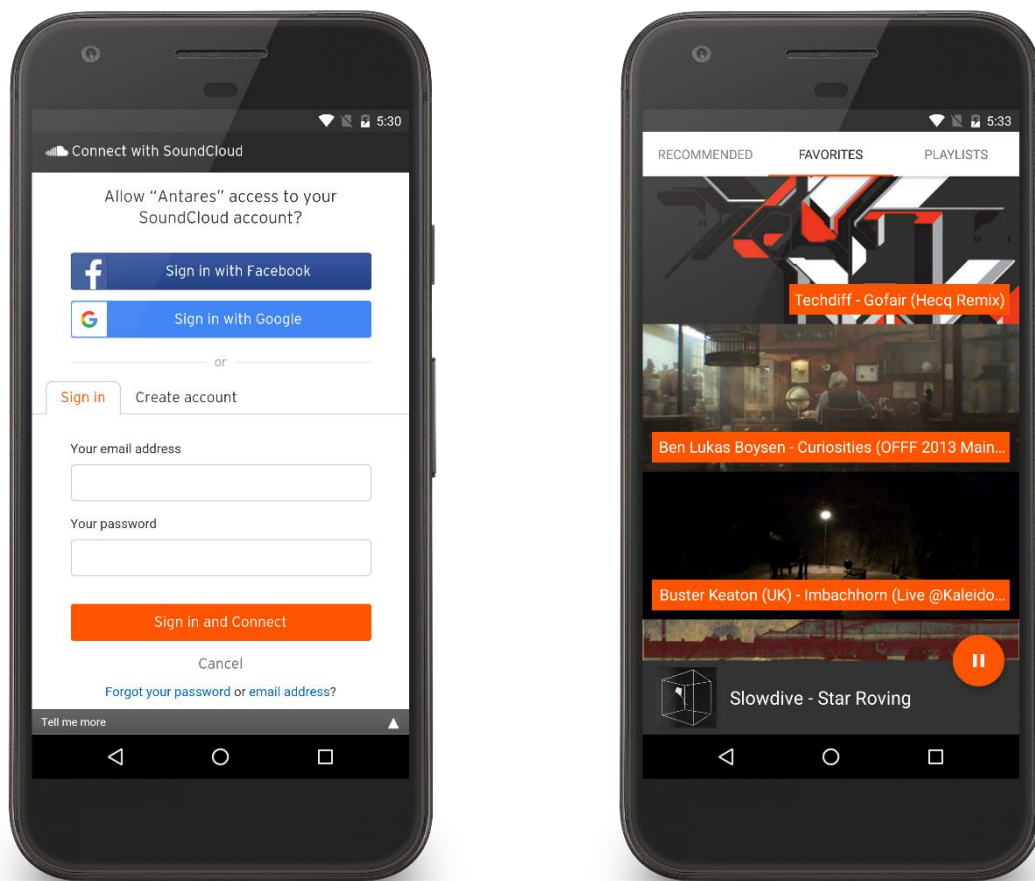 5:30
Connect with SoundCloud
Allow “Antares” access to your
SoundCloud account?
Sign in with Facebook
Sign in with Google
or
Sign in
Create account
Your email address
Your password
Sign in and Connect
Cancel
Forgot your password or email address?
Tell me more
5:33
RECOMMENDED
FAVORITES
PLAYLISTS
Techdiff - Gofair (Hecq Remix)
Ben Lukas Boysen - Curiosities (OFFF 2013 Main...
Buster Keaton (UK) - Imbachhorn (Live @Kaleido...
Slowdive - Star Roving